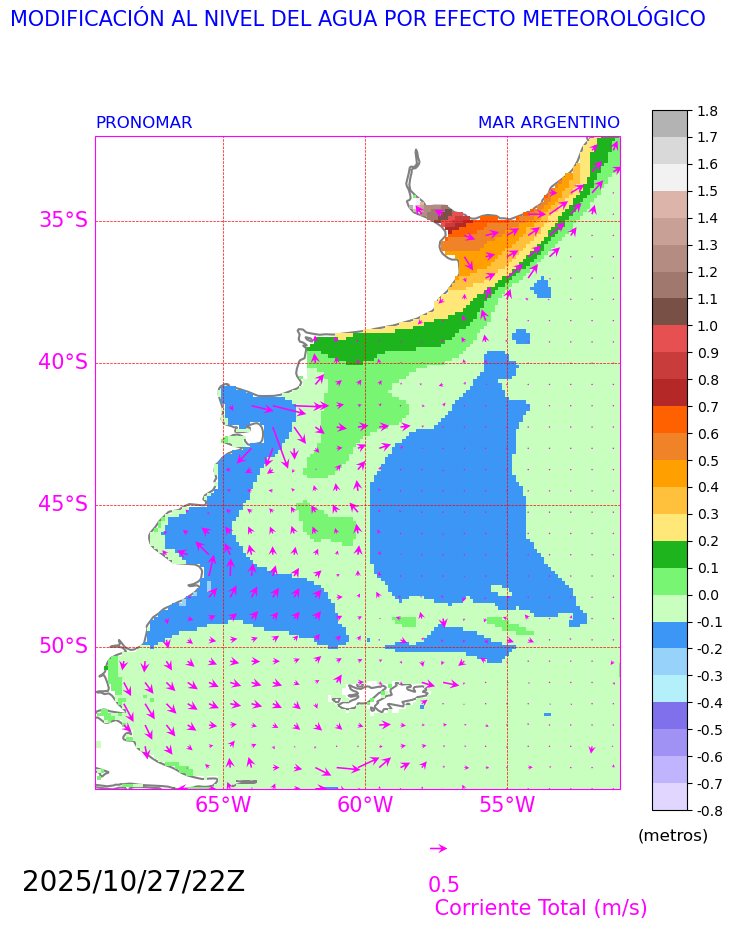 MODIFICACIÓN AL NIVEL DEL AGUA POR EFECTO METEOROLÓGICO
PRONOMAR
MAR ARGENTINO
35°S
40°S
45°S
50°S
65°W
60°W
55°W
1.8
1.7
1.6
1.5
1.4
1.3
1.2
1.1
1.0
0.9
0.8
0.7
0.6
0.5
0.4
0.3
0.2
0.1
0.0
-0.1
-0.2
-0.3
-0.4
-0.5
-0.6
-0.7
-0.8
(metros)
2025/10/27/22Z
0.5
Corriente Total (m/s)